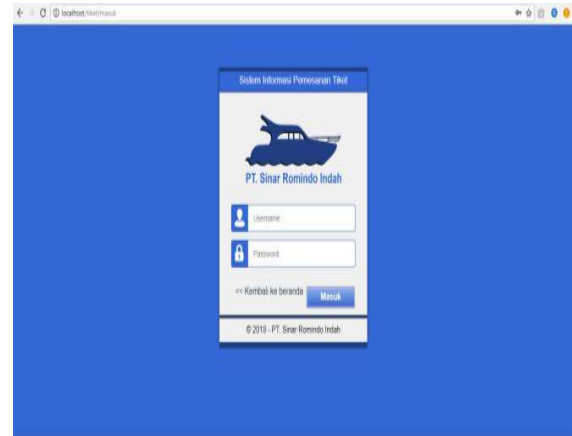 localhost/tiket/masuk
Sistem Informasi Pemesanan Tiket
PT. Sinar Romindo Indah
Username
Password
<< Kembali ke beranda Masuk
© 2018 - PT. Sinar Romindo Indah